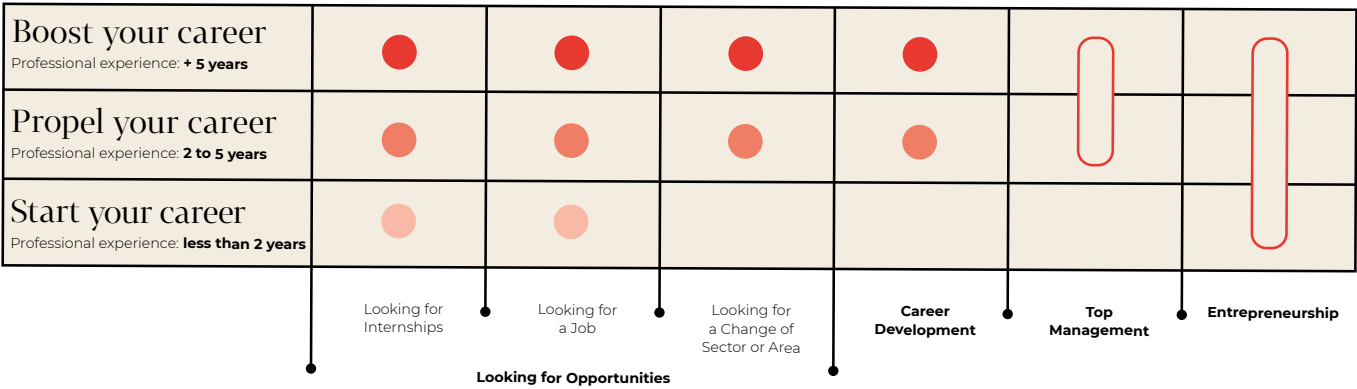 Boost your career
Professional experience: + 5 years
Propel your career
Professional experience: 2 to 5 years
Start your career
Professional experience: less than 2 years
Looking for
Internships
Looking for
a Job
Looking for
a Change of
Sector or Area
Career
Development
Top
Management
Entrepreneurship
Looking for Opportunities